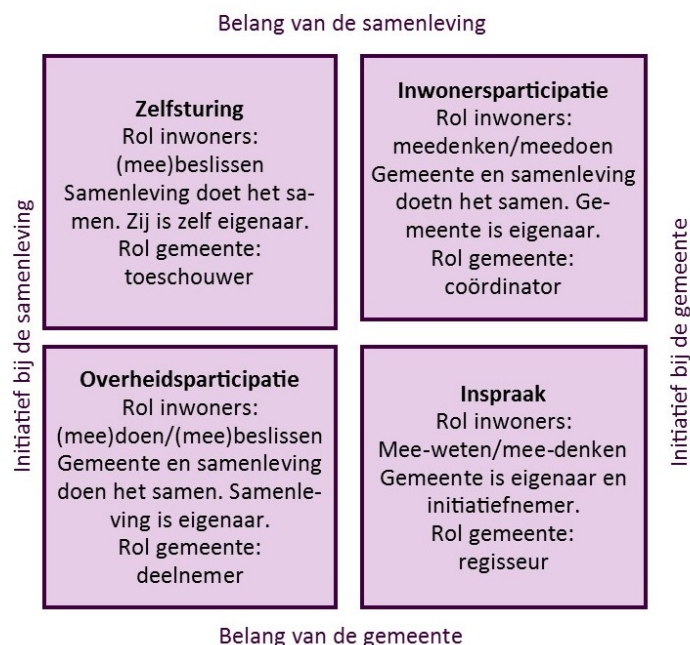 Belang van de samenleving
Initiatief bij de samenleving
Zelfsturing
Rol inwoners:
(mee)beslissen
Samenleving doet het sa-
men. Zij is zelf eigenaar.
Rol gemeente:
toeschouwer
Inwonersparticipatie
Rol inwoners:
meedenken/meedoen
Gemeente en samenleving
doetn het samen. Ge-
meente is eigenaar.
Rol gemeente:
coördinator
Initiatief bij de gemeente
Overheidsparticipatie
Rol inwoners:
(mee)doen/(mee)beslissen
Gemeente en samenleving
doen het samen. Samenle-
ving is eigenaar.
Rol gemeente:
deelnemer
Inspraak
Rol inwoners:
Mee-weten/mee-denken
Gemeente is eigenaar en
initiatiefnemer.
Rol gemeente:
regisseur
Belang van de gemeente